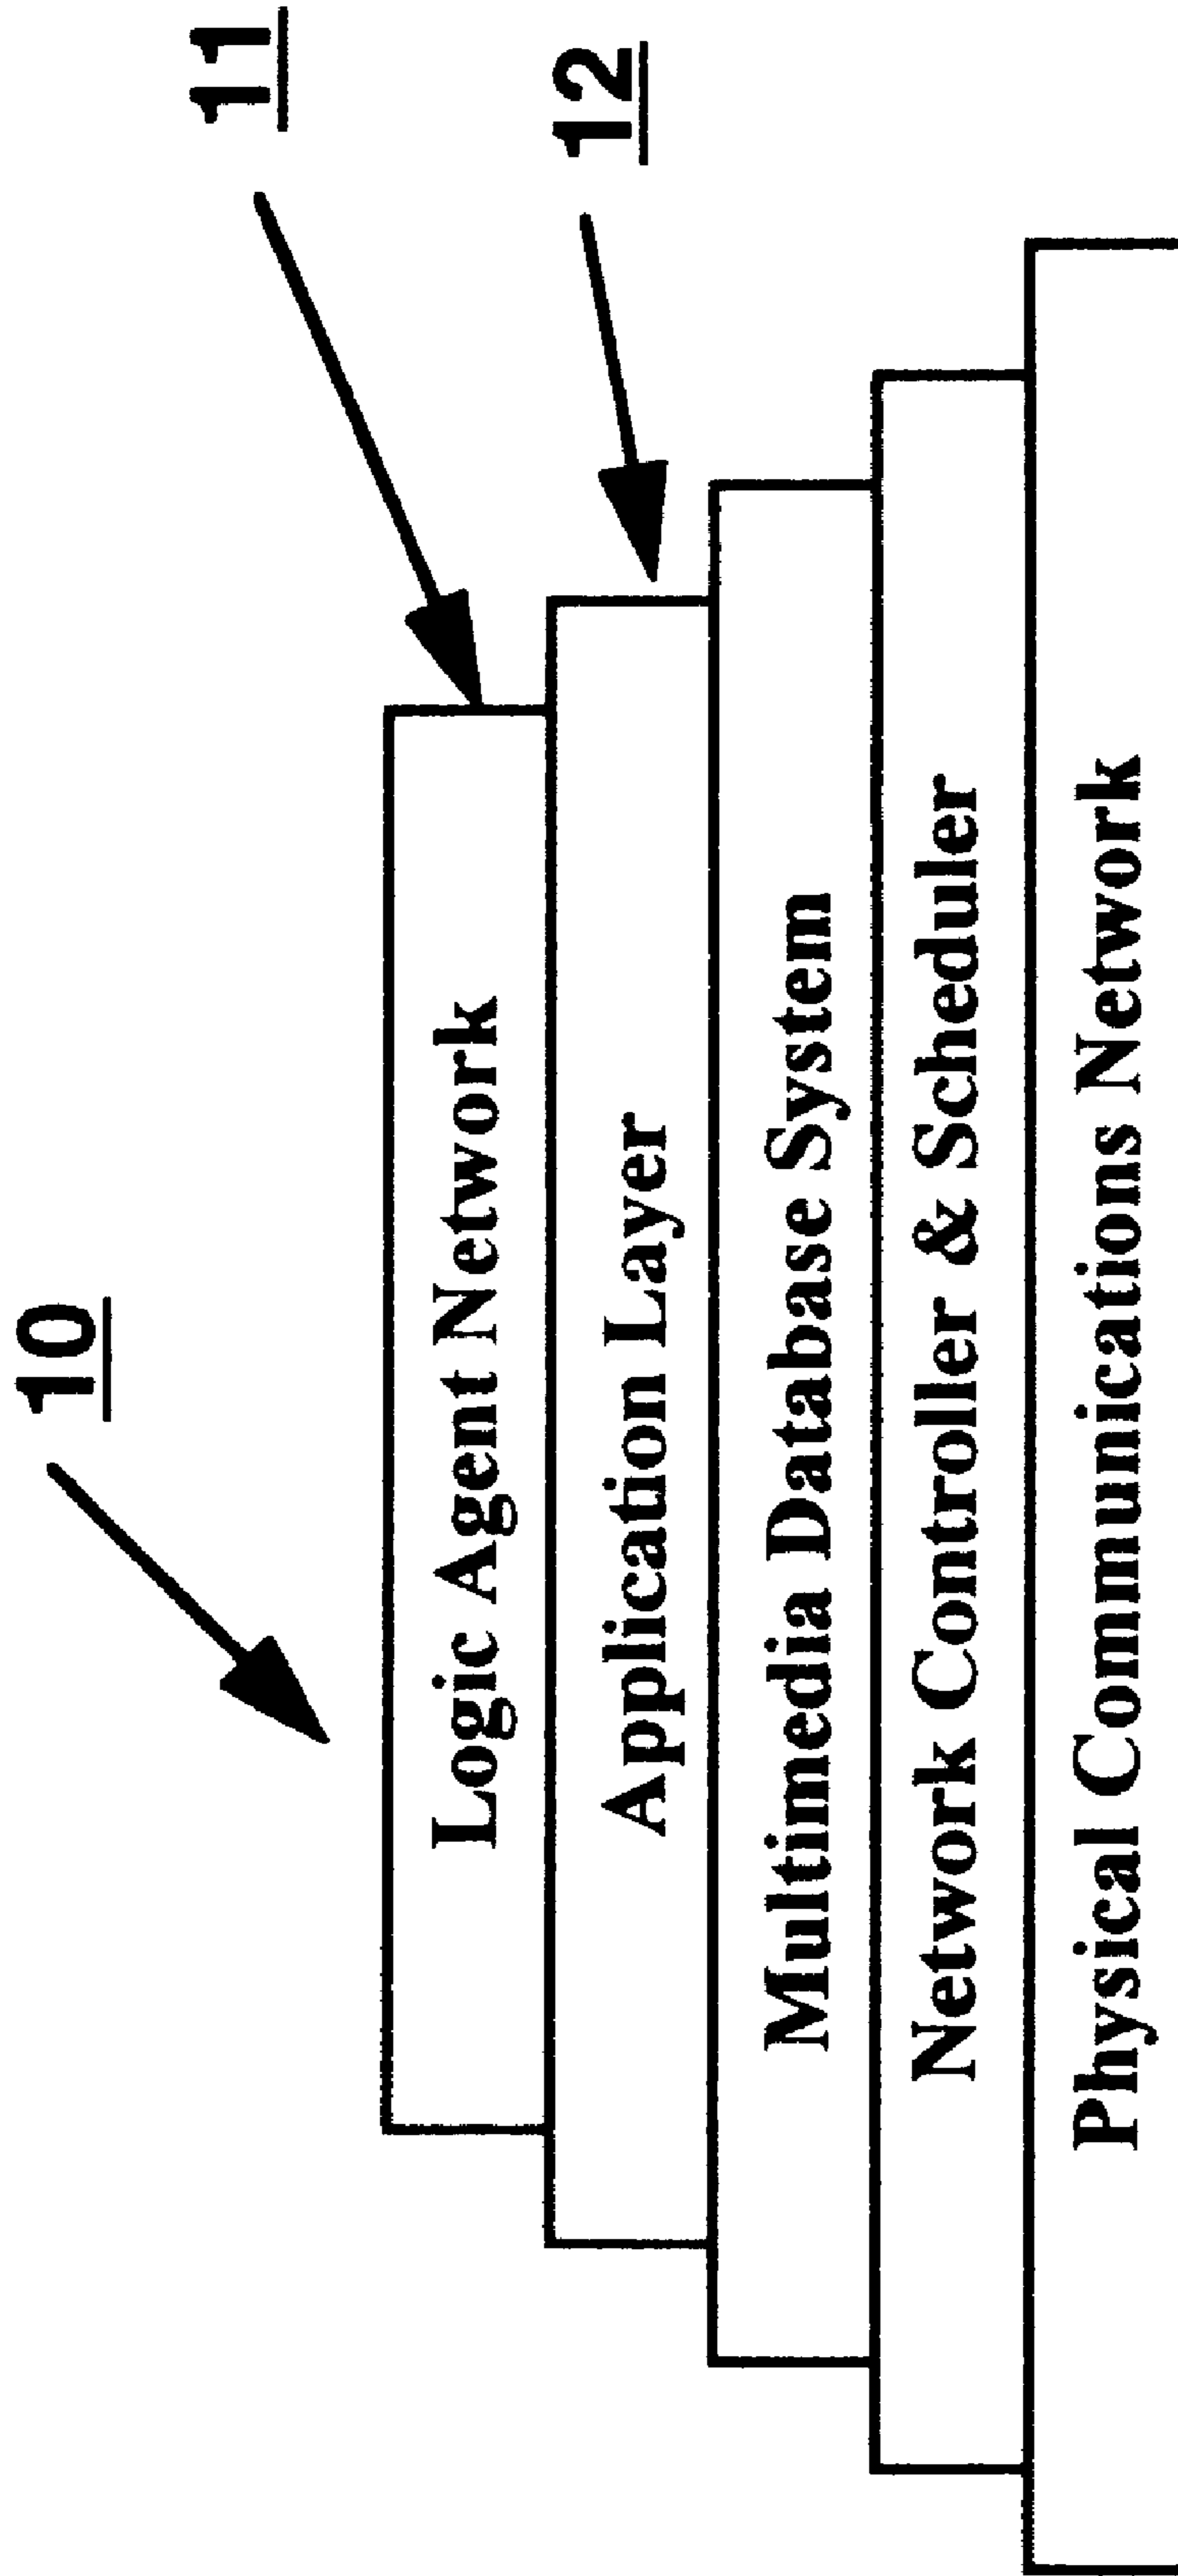 10
11
12
Logic Agent Network
Application Layer
Multimedia Database System
Network Controller & Scheduler
Physical Communications Network